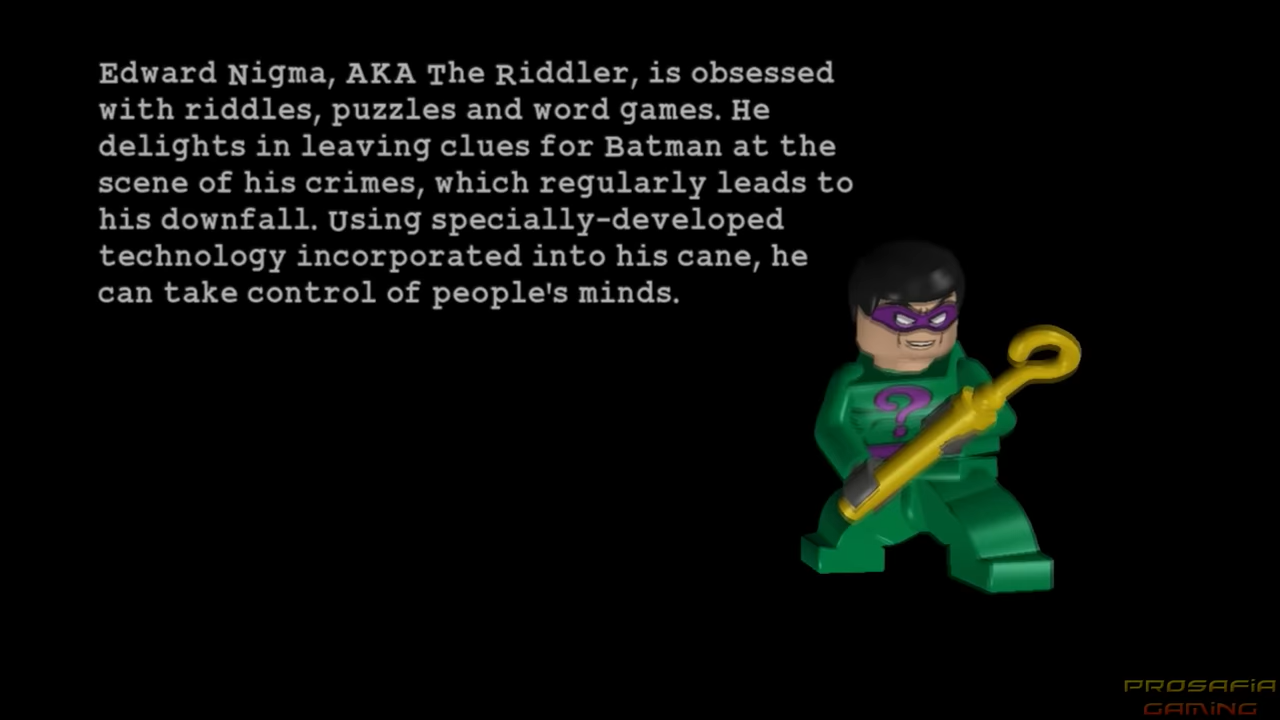 Edward Nigma, AKA The Riddler, is obsessed
with riddles, puzzles and word games. He
delights in leaving clues for Batman at the
scene of his crimes, which regularly leads to
his downfall. Using specially-developed
technology incorporated into his cane, he
can take control of people's minds.
?
PROSAFiA
GAMiNG